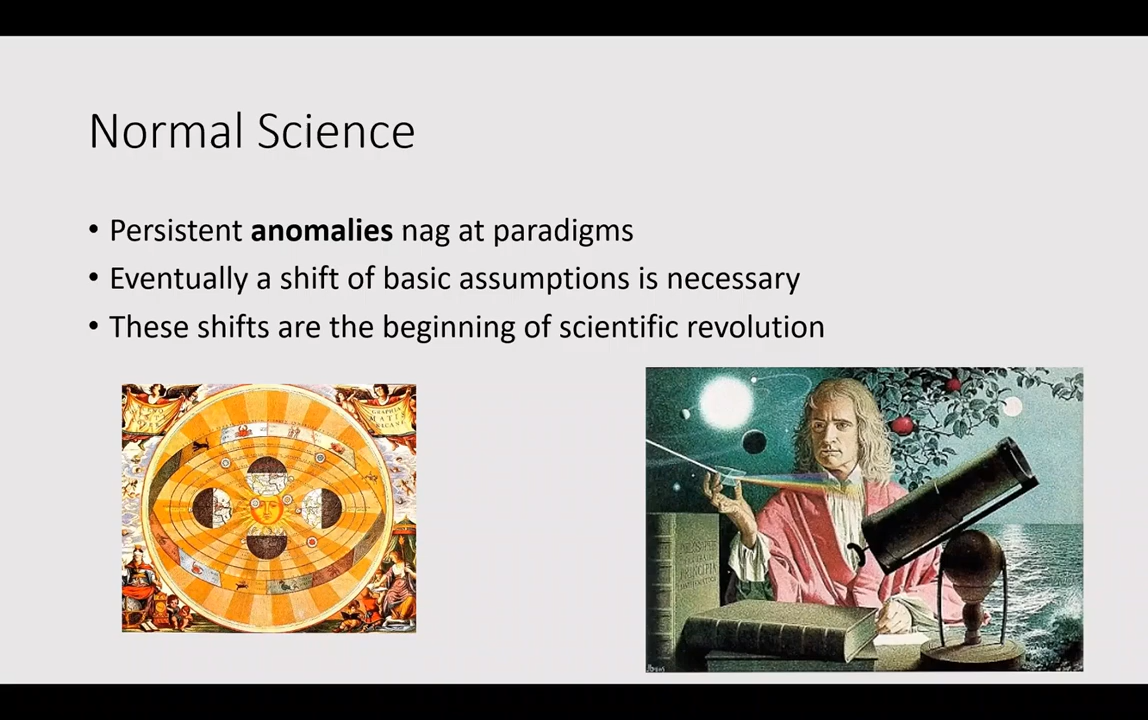 Normal Science
• Persistent anomalies nag at paradigms
• Eventually a shift of basic assumptions is necessary
• These shifts are the beginning of scientific revolution
PRINCIPIA